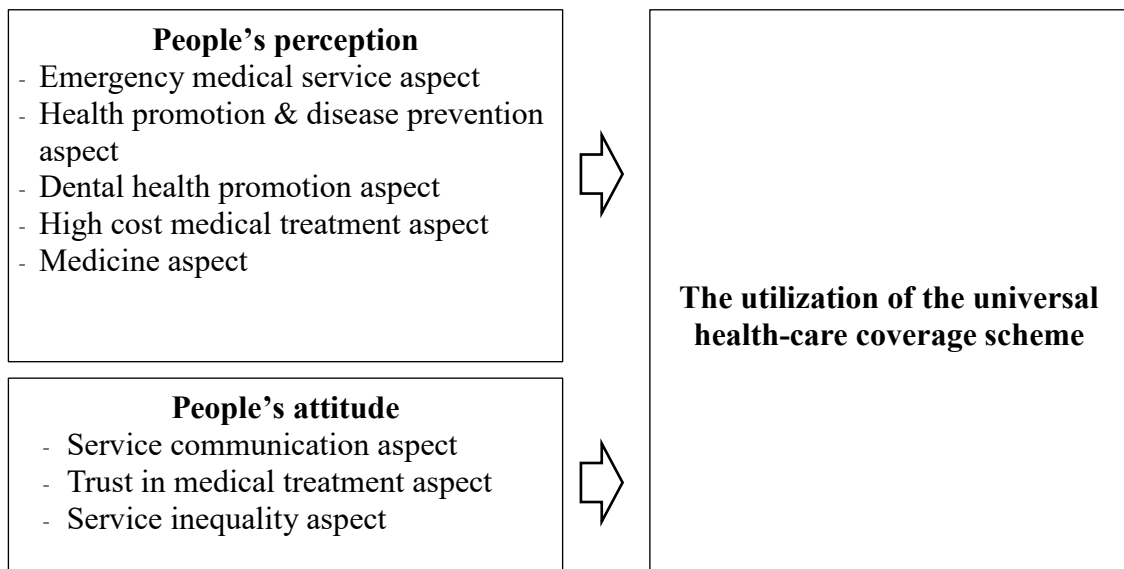 People’s perception
- Emergency medical service aspect
- Health promotion & disease prevention
aspect
- Dental health promotion aspect
- High cost medical treatment aspect
- Medicine aspect
People’s attitude
- Service communication aspect
- Trust in medical treatment aspect
- Service inequality aspect
The utilization of the universal
health-care coverage scheme